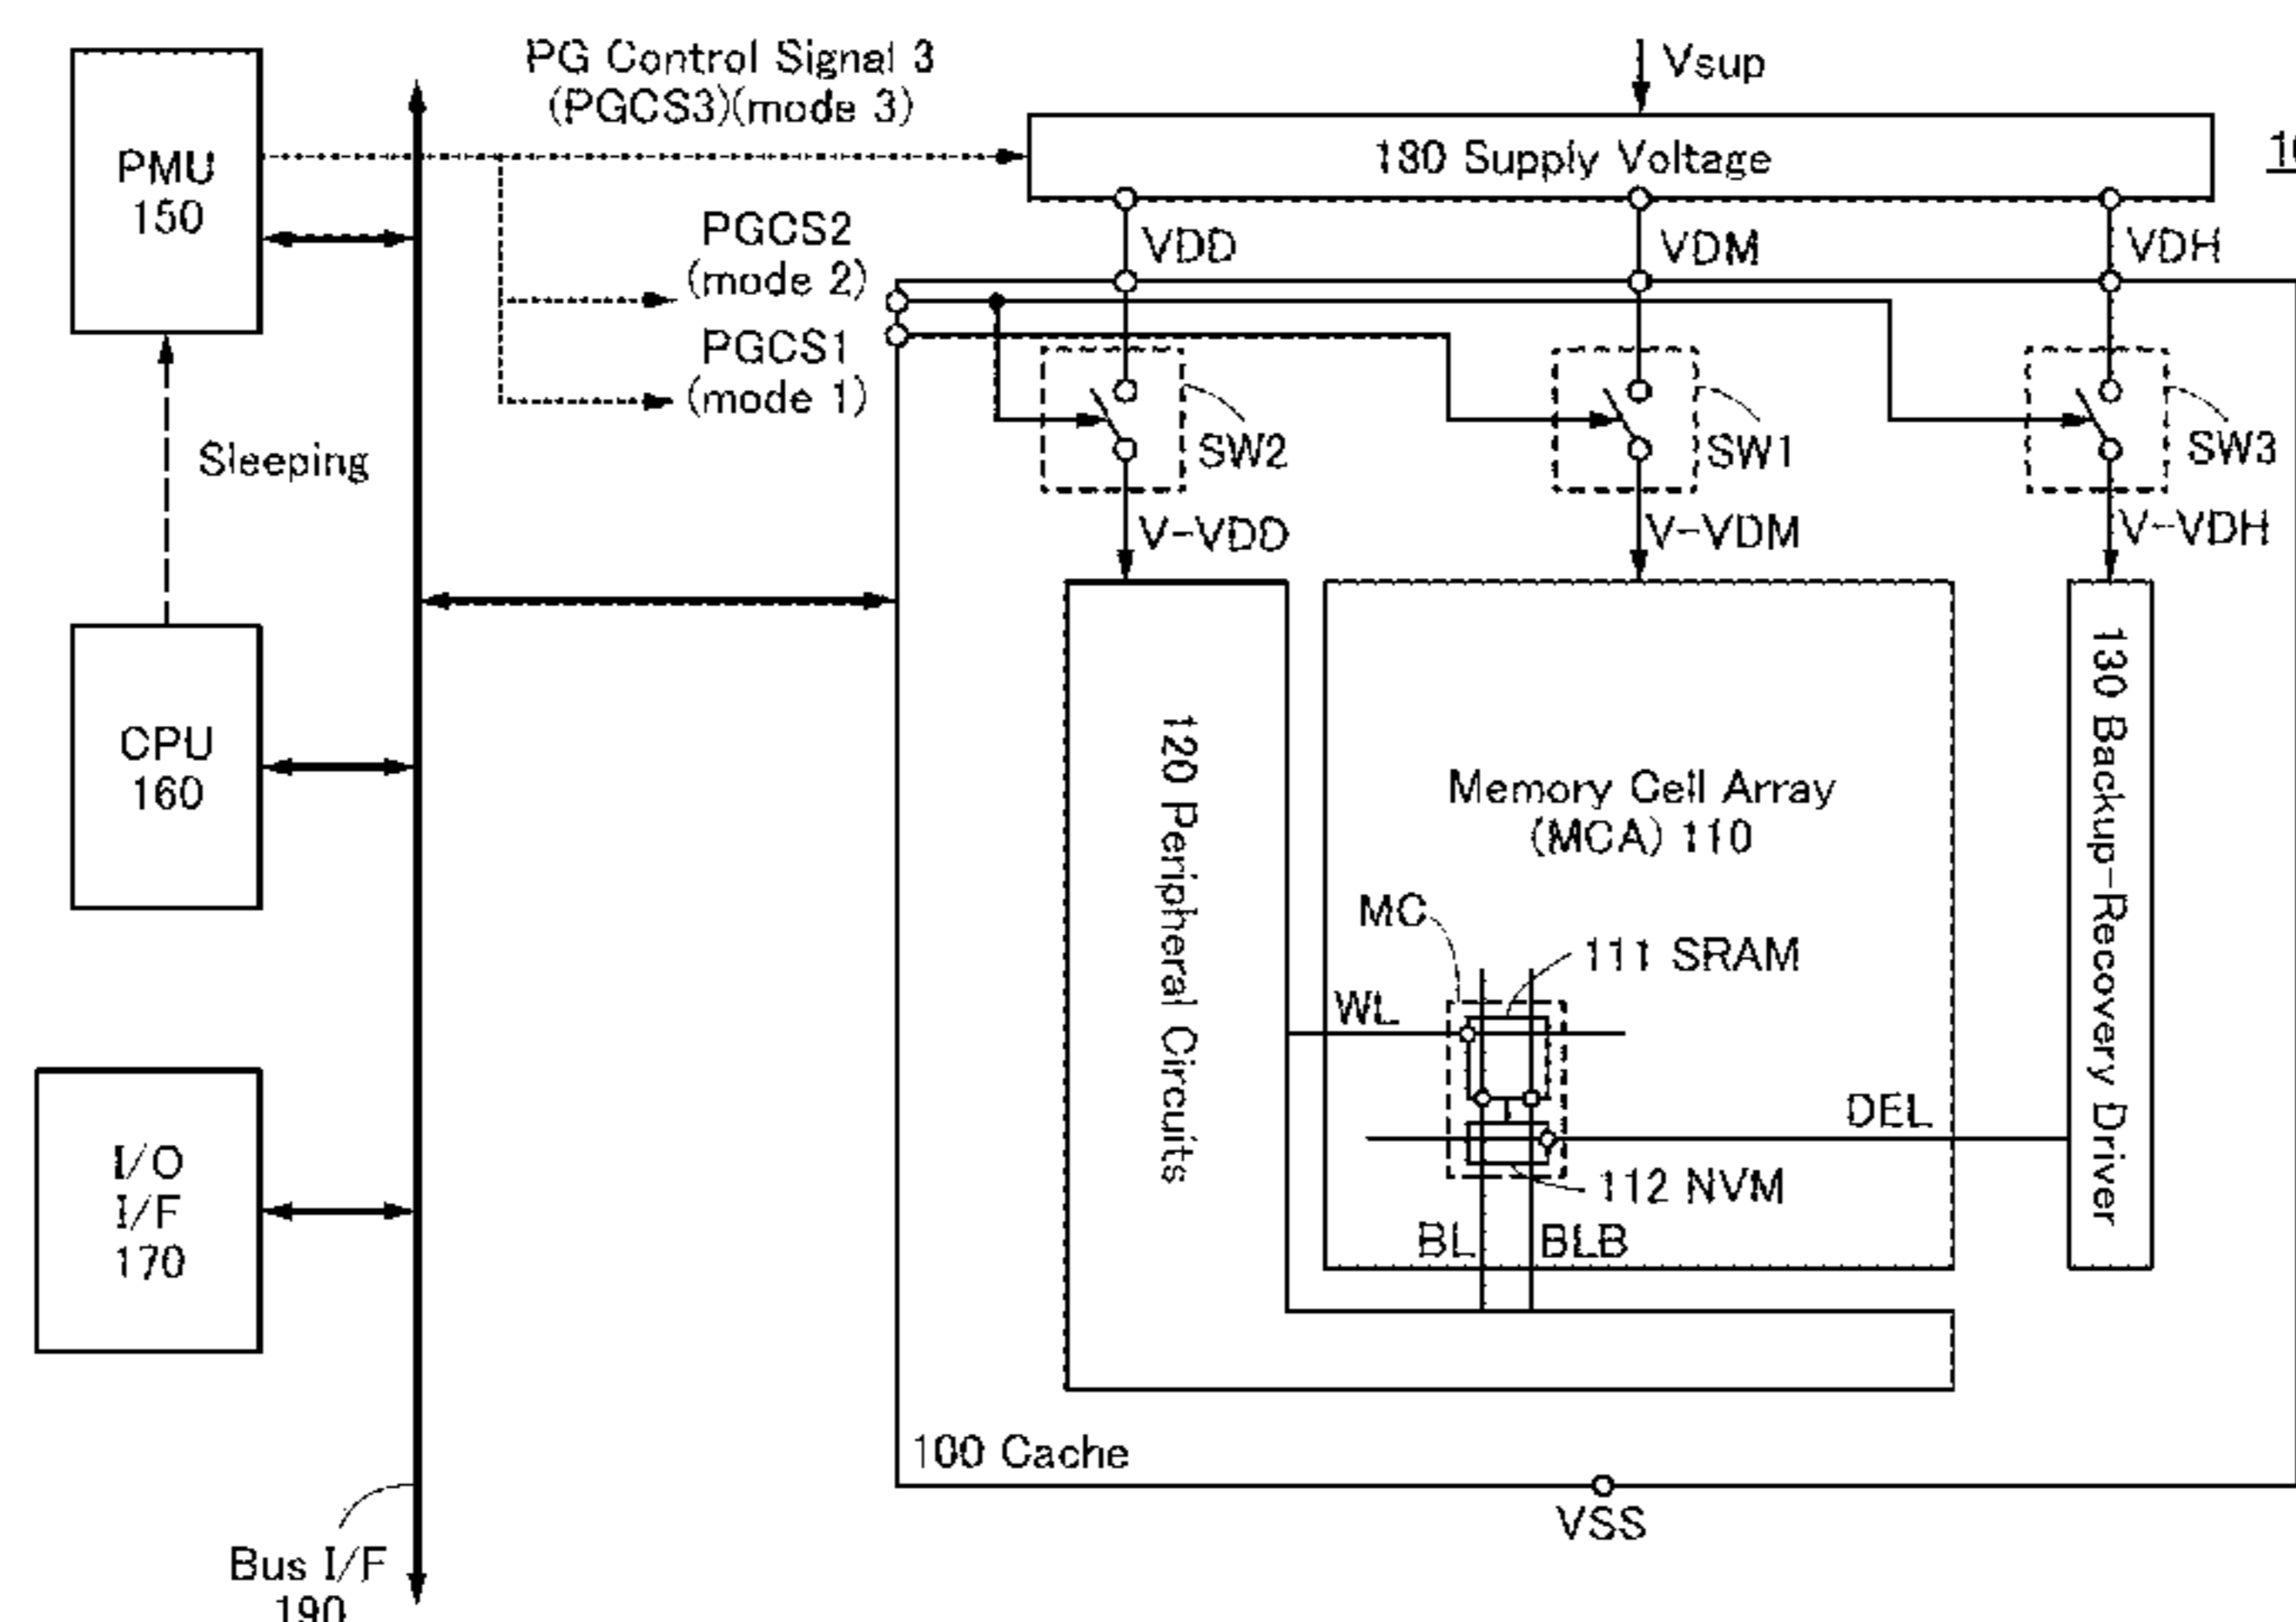 PG Control Signal 3
(PGCS3)(mode 3)
Vsup
PMU
150
180 Supply Voltage
PGCS2
(mode 2)
VDD
VDM
VDH
PGCS1
(mode 1)
Sleeping
SW2
SW1
SW3
V-VDD
V-VDM
V-VDH
CPU
160
120 Peripheral Circuits
Memory Cell Array
(MCA) 110
130 Backup-Recovery Driver
MC
111 SRAM
WL
DEL
112 NVM
BL
BLB
I/O
I/F
170
100 Cache
VSS
Bus I/F
190